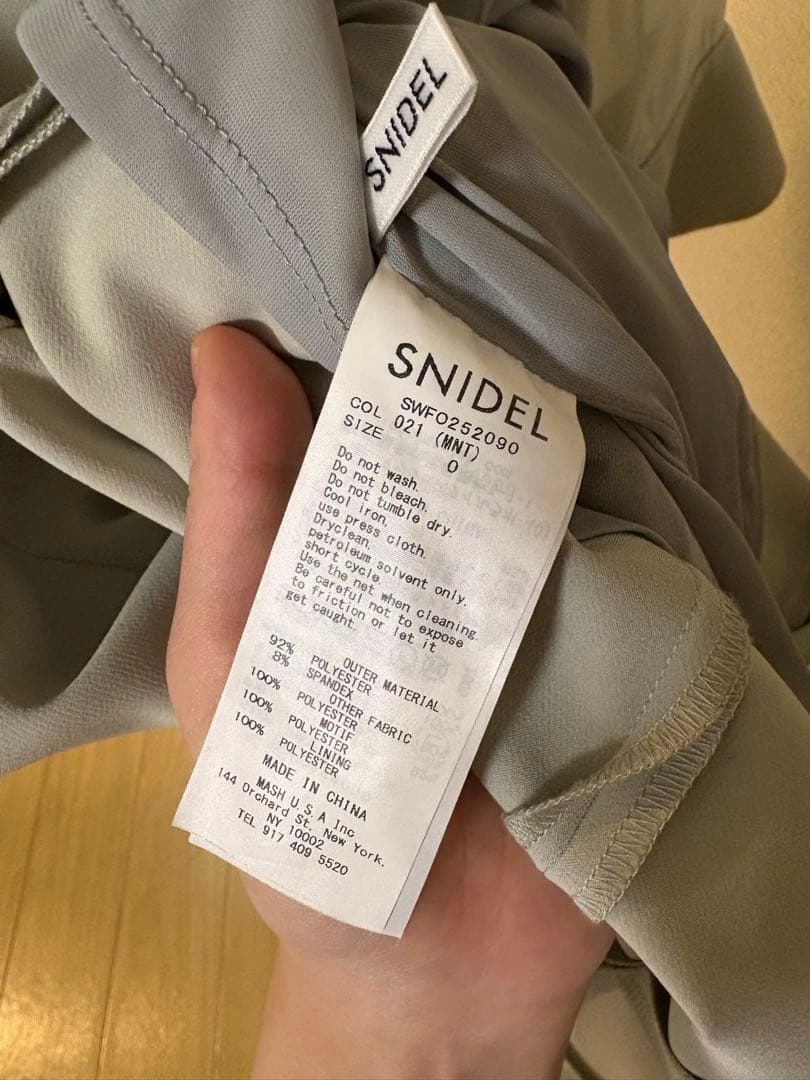 SNIDEL
SNIDEL
SWFO252090
COL 021 (MNT)
SIZE 0
Do not wash.
Do not bleach.
Do not tumble dry.
Cool iron.
use press cloth.
Dryclean.
petroleum solvent only.
short cycle.
Use the net when cleaning.
Be careful not to expose
to friction or let it
get caught.
OUTER MATERIAL
92% POLYESTER
8% SPANDEX
OTHER FABRIC
100% POLYESTER
MOTIF
100% POLYESTER
LINING
100% POLYESTER
MADE IN CHINA
MASH U.S.A Inc
144 Orchard St. New York.
NY 10002
TEL 917 409 5520